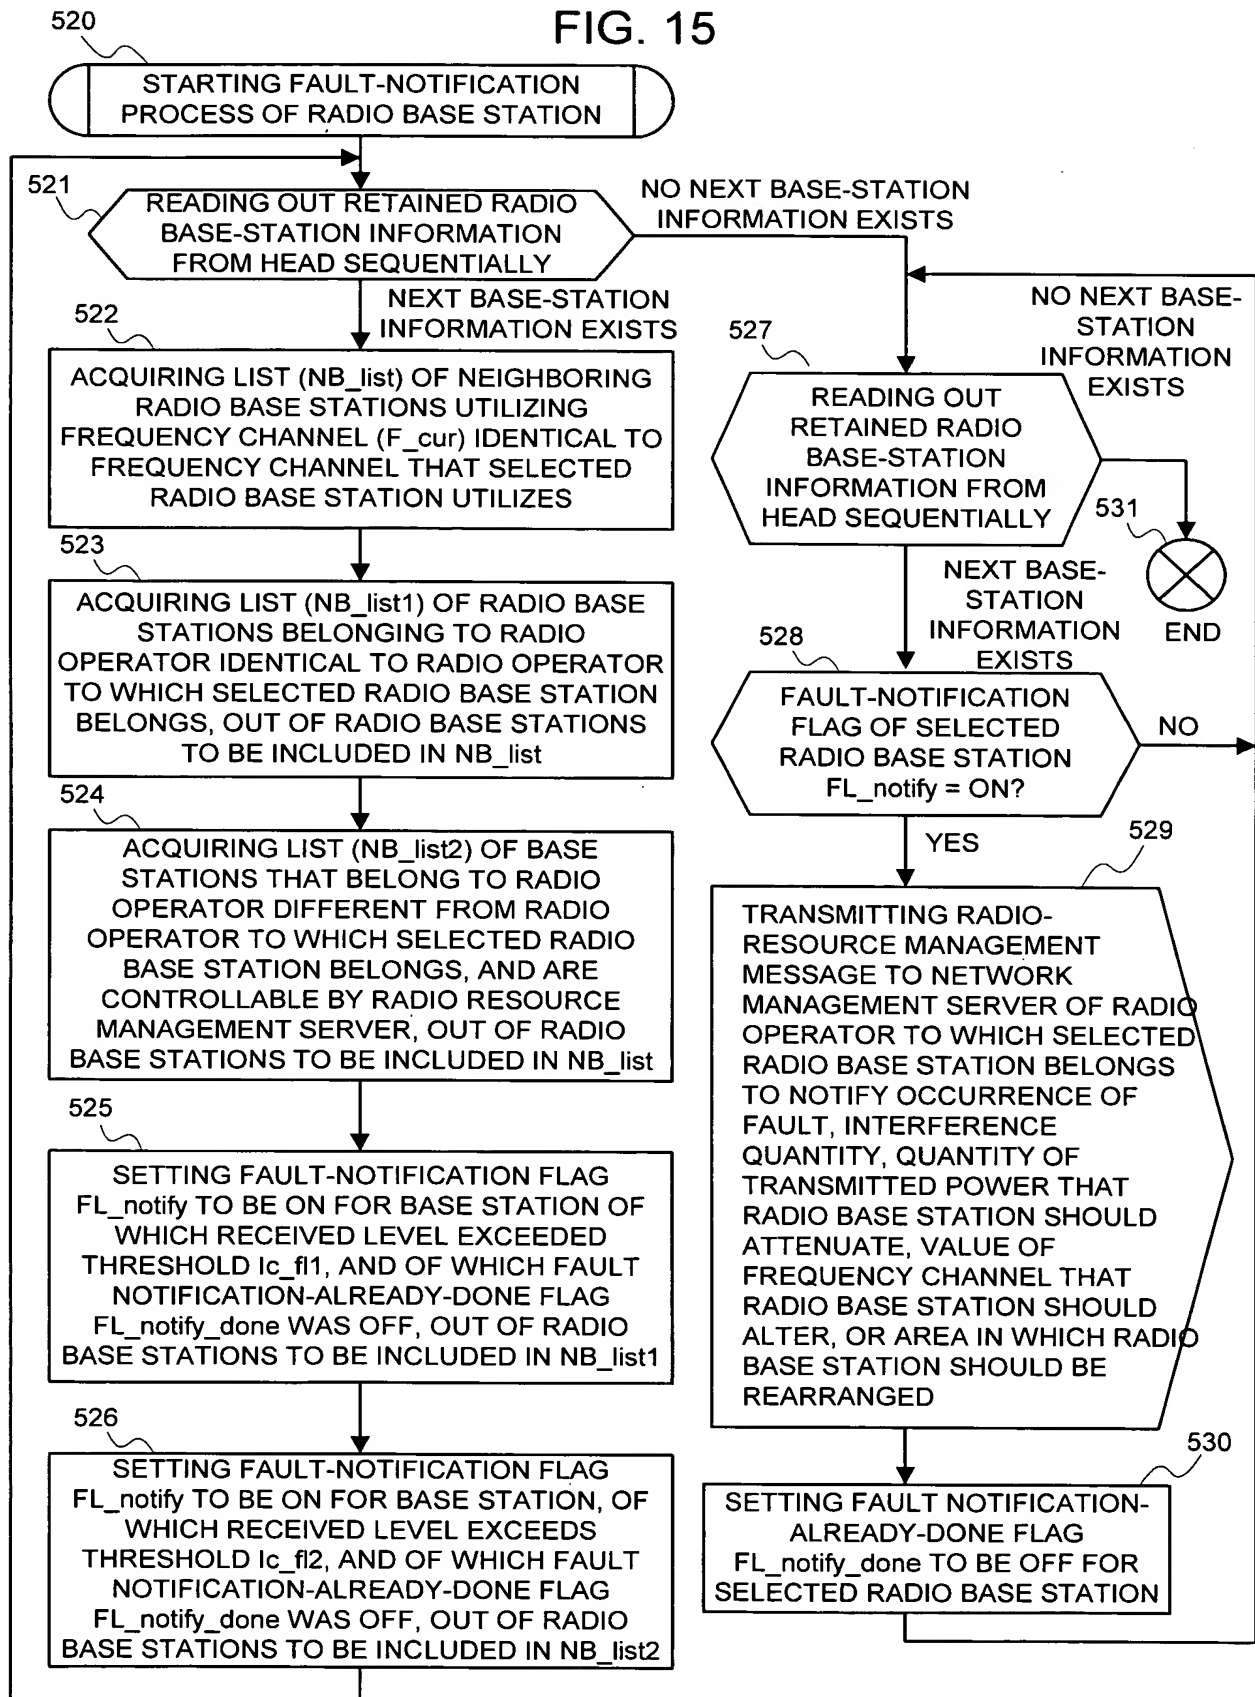 FIG. 15
520
STARTING FAULT-NOTIFICATION
PROCESS OF RADIO BASE STATION
521
READING OUT RETAINED RADIO
BASE-STATION INFORMATION
FROM HEAD SEQUENTIALLY
NO NEXT BASE-STATION
INFORMATION EXISTS
NEXT BASE-STATION
INFORMATION EXISTS
522
ACQUIRING LIST (NB_list) OF NEIGHBORING
RADIO BASE STATIONS UTILIZING
FREQUENCY CHANNEL (F_cur) IDENTICAL TO
FREQUENCY CHANNEL THAT SELECTED
RADIO BASE STATION UTILIZES
523
ACQUIRING LIST (NB_list1) OF RADIO BASE
STATIONS BELONGING TO RADIO
OPERATOR IDENTICAL TO RADIO OPERATOR
TO WHICH SELECTED RADIO BASE STATION
BELONGS, OUT OF RADIO BASE STATIONS
TO BE INCLUDED IN NB_list
524
ACQUIRING LIST (NB_list2) OF BASE
STATIONS THAT BELONG TO RADIO
OPERATOR DIFFERENT FROM RADIO
OPERATOR TO WHICH SELECTED RADIO
BASE STATION BELONGS, AND ARE
CONTROLLABLE BY RADIO RESOURCE
MANAGEMENT SERVER, OUT OF RADIO
BASE STATIONS TO BE INCLUDED IN NB_list
525
SETTING FAULT-NOTIFICATION FLAG
FL_notify TO BE ON FOR BASE STATION OF
WHICH RECEIVED LEVEL EXCEEDED
THRESHOLD Ic_fl1, AND OF WHICH FAULT
NOTIFICATION-ALREADY-DONE FLAG
FL_notify_done WAS OFF, OUT OF RADIO
BASE STATIONS TO BE INCLUDED IN NB_list1
526
SETTING FAULT-NOTIFICATION FLAG
FL_notify TO BE ON FOR BASE STATION, OF
WHICH RECEIVED LEVEL EXCEEDS
THRESHOLD Ic_fl2, AND OF WHICH FAULT
NOTIFICATION-ALREADY-DONE FLAG
FL_notify_done WAS OFF, OUT OF RADIO
BASE STATIONS TO BE INCLUDED IN NB_list2
527
READING OUT
RETAINED RADIO
BASE-STATION
INFORMATION FROM
HEAD SEQUENTIALLY
NO NEXT BASE-
STATION
INFORMATION
EXISTS
531
END
NEXT BASE-
STATION
INFORMATION
EXISTS
528
FAULT-NOTIFICATION
FLAG OF SELECTED
RADIO BASE STATION
FL_notify = ON?
NO
YES
529
TRANSMITTING RADIO-
RESOURCE MANAGEMENT
MESSAGE TO NETWORK
MANAGEMENT SERVER OF RADIO
OPERATOR TO WHICH SELECTED
RADIO BASE STATION BELONGS
TO NOTIFY OCCURRENCE OF
FAULT, INTERFERENCE
QUANTITY, QUANTITY OF
TRANSMITTED POWER THAT
RADIO BASE STATION SHOULD
ATTENUATE, VALUE OF
FREQUENCY CHANNEL THAT
RADIO BASE STATION SHOULD
ALTER, OR AREA IN WHICH RADIO
BASE STATION SHOULD BE
REARRANGED
530
SETTING FAULT NOTIFICATION-
ALREADY-DONE FLAG
FL_notify_done TO BE OFF FOR
SELECTED RADIO BASE STATION